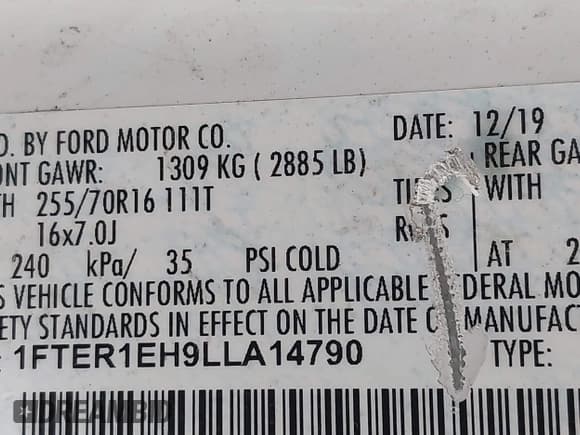 D. BY FORD MOTOR CO. DATE: 12/19
ONT GAWR: 1309 KG ( 2885 LB) REAR GA
TH 255/70R16 111T TIRES WITH
16x7.0J
240 kPa/ 35 PSI COLD AT 2
S VEHICLE CONFORMS TO ALL APPLICABLE DERAL MO
ETY STANDARDS IN EFFECT ON THE DATE O MANUFAC
: 1FTER1EH9LLA14790 TYPE:
DREAMBID